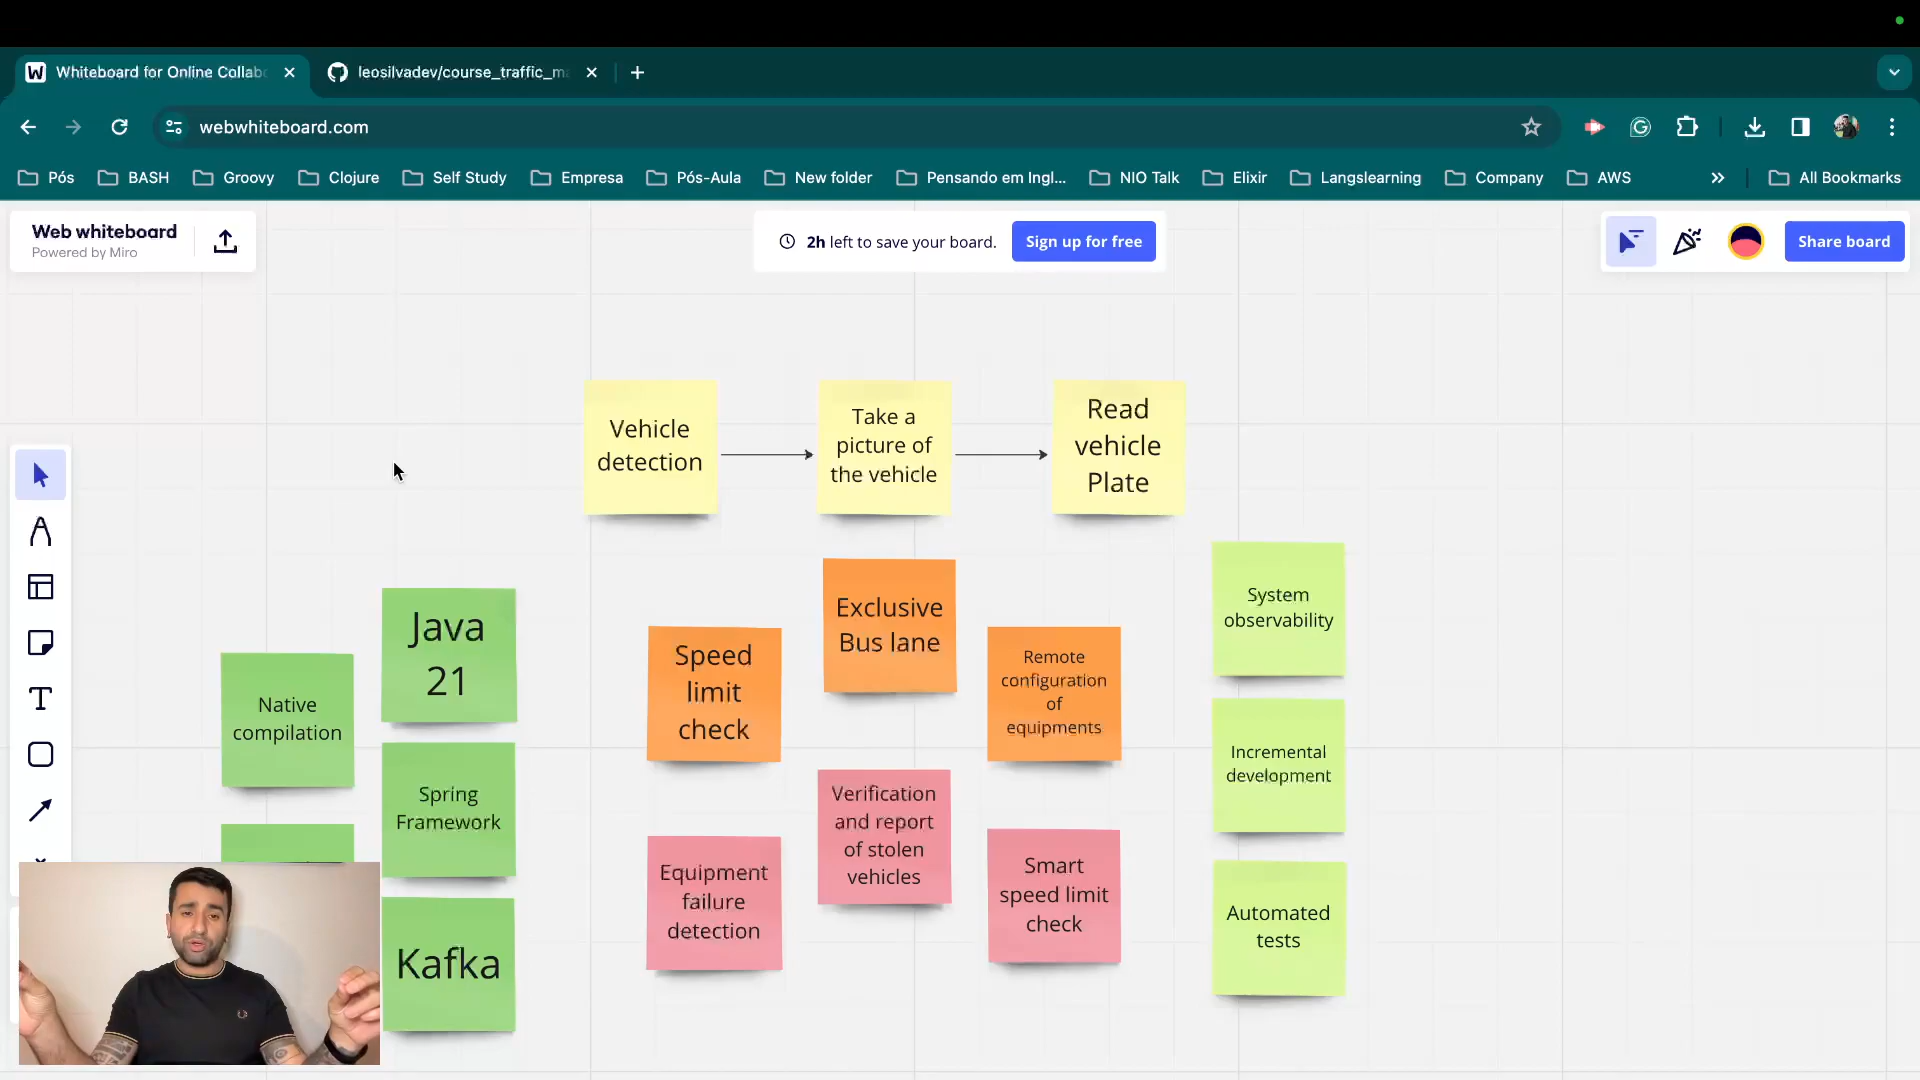 Whiteboard for Online Collabo
leosilvadev/course_traffic_ma
webwhiteboard.com
Pós
BASH
Groovy
Clojure
Self Study
Empresa
Pós-Aula
New folder
Pensando em Ingl...
NIO Talk
Elixir
Langslearning
Company
AWS
All Bookmarks
Web whiteboard
Powered by Miro
2h left to save your board.
Sign up for free
Share board
Vehicle
detection
Take a
picture of
the vehicle
Read
vehicle
Plate
Exclusive
Bus lane
System
observability
Java
21
Speed
limit
check
Remote
configuration
of
equipments
Native
compilation
Incremental
development
Spring
Framework
Verification
and report
of stolen
vehicles
Equipment
failure
detection
Smart
speed limit
check
Automated
tests
Kafka